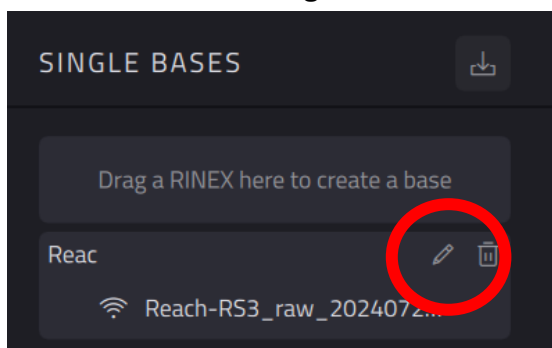 SINGLE BASES
Drag a RINEX here to create a base
Reac
Reach-RS3_raw_2024072...